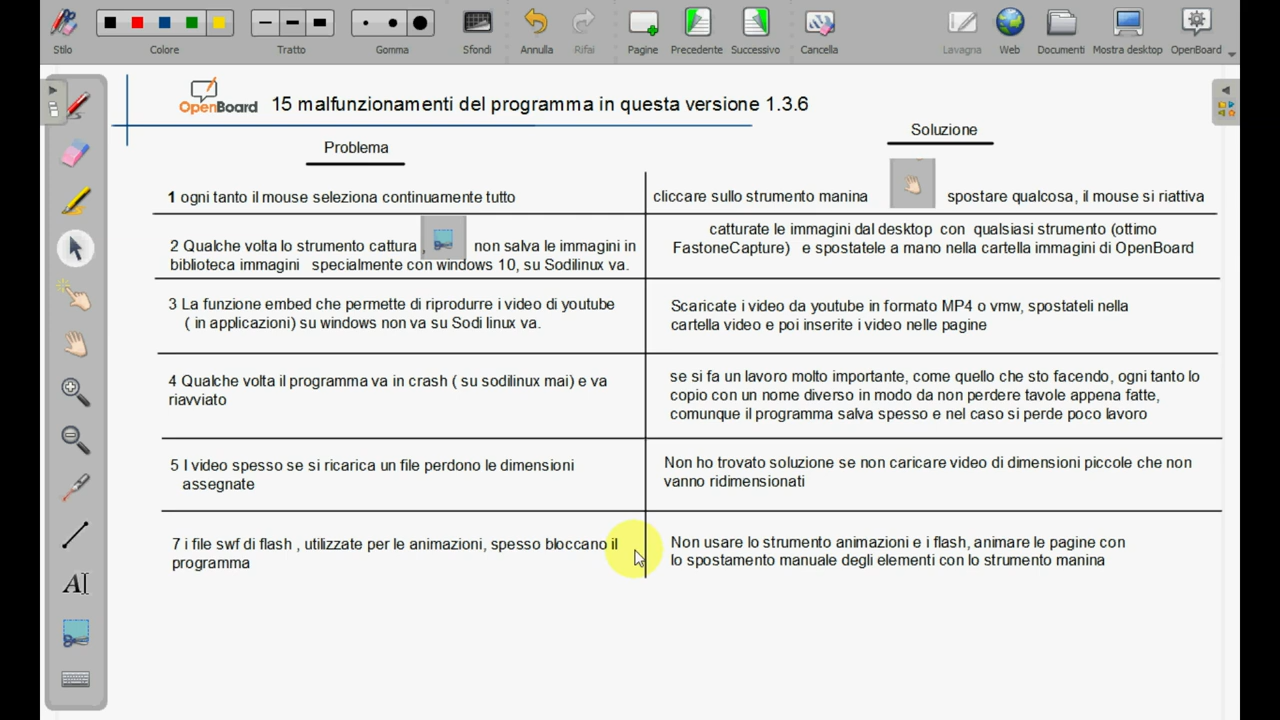 Stilo Colore Tratto Gomma Sfondi Annulla Rifai Pagine Precedente Successivo Cancella Lavagna Web Documenti Mostra desktop OpenBoard
OpenBoard 15 malfunzionamenti del programma in questa versione 1.3.6
Problema
Soluzione
1 ogni tanto il mouse seleziona continuamente tutto
cliccare sullo strumento manina spostare qualcosa, il mouse si riattiva
2 Qualche volta lo strumento cattura , non salva le immagini in
biblioteca immagini specialmente con windows 10, su Sodilinux va.
catturate le immagini dal desktop con qualsiasi strumento (ottimo
FastoneCapture) e spostatele a mano nella cartella immagini di OpenBoard
3 La funzione embed che permette di riprodurre i video di youtube
( in applicazioni) su windows non va su Sodi linux va.
Scaricate i video da youtube in formato MP4 o vmw, spostateli nella
cartella video e poi inserite i video nelle pagine
4 Qualche volta il programma va in crash ( su sodilinux mai) e va
riavviato
se si fa un lavoro molto importante, come quello che sto facendo, ogni tanto lo
copio con un nome diverso in modo da non perdere tavole appena fatte,
comunque il programma salva spesso e nel caso si perde poco lavoro
5 I video spesso se si ricarica un file perdono le dimensioni
assegnate
Non ho trovato soluzione se non caricare video di dimensioni piccole che non
vanno ridimensionati
7 i file swf di flash , utilizzate per le animazioni, spesso bloccano il
programma
Non usare lo strumento animazioni e i flash, animare le pagine con
lo spostamento manuale degli elementi con lo strumento manina